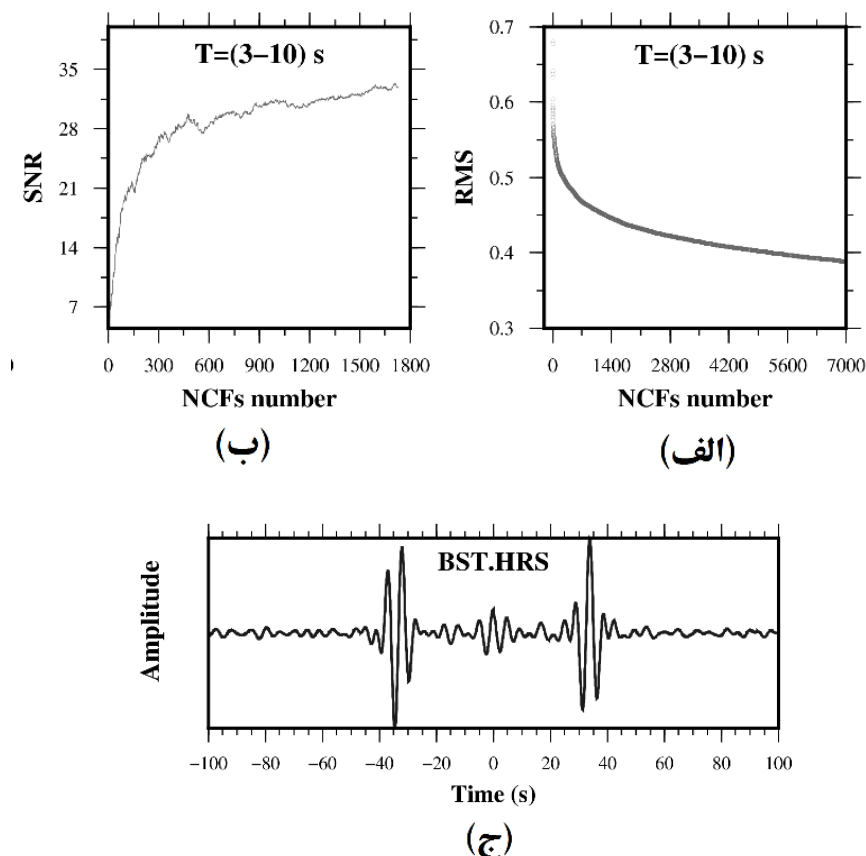 T=(3–10) s
SNR
35
28
21
14
7
0 300 600 900 1200 1500 1800
NCFs number
(ب)
T=(3–10) s
RMS
0.7
0.6
0.5
0.4
0.3
0 1400 2800 4200 5600 7000
NCFs number
(الف)
BST.HRS
Amplitude
−100 −80 −60 −40 −20 0 20 40 60 80 100
Time (s)
(ج)